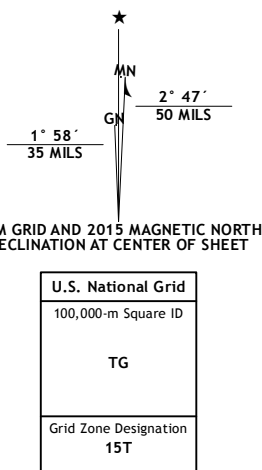 ★
MN
2° 47´
50 MILS
GN
1° 58´
35 MILS
M GRID AND 2015 MAGNETIC NORTH
ECLINATION AT CENTER OF SHEET
U.S. National Grid
100,000-m Square ID
TG
Grid Zone Designation
15T